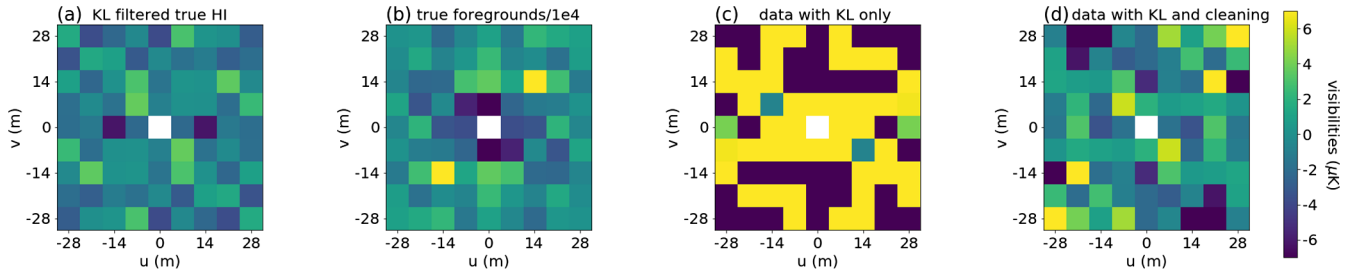 (a) KL filtered true HI
28
14
0
-14
-28
v (m)
-28 -14 0 14 28
u (m)
(b) true foregrounds/1e4
28
14
0
-14
-28
v (m)
-28 -14 0 14 28
u (m)
(c) data with KL only
28
14
0
-14
-28
v (m)
-28 -14 0 14 28
u (m)
(d) data with KL and cleaning
28
14
0
-14
-28
v (m)
-28 -14 0 14 28
u (m)
6
4
2
0
-2
-4
-6
visibilities (μK)